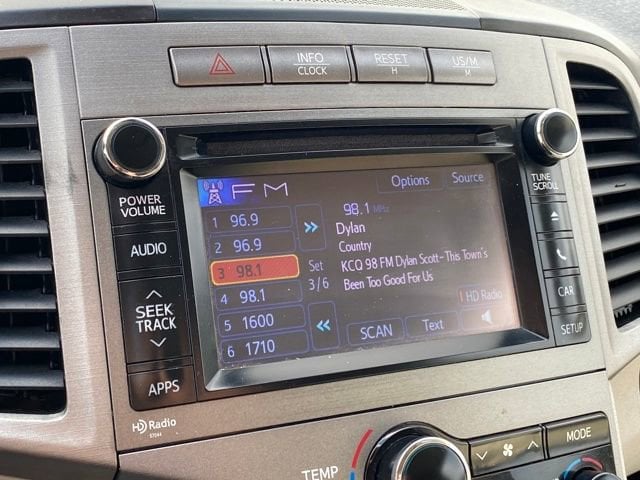 INFO
CLOCK
RESET
H
US/M
M
POWER
VOLUME
AUDIO
SEEK
TRACK
APPS
HD Radio
57044
FM
Options
Source
1 96.9
2 96.9
3 98.1
4 98.1
5 1600
6 1710
Set
3/6
98.1 MHz
Dylan
Country
KCQ 98 FM Dylan Scott-This Town's
Been Too Good For Us
HD Radio
SCAN
Text
TUNE
SCROLL
CAR
SETUP
TEMP
MODE